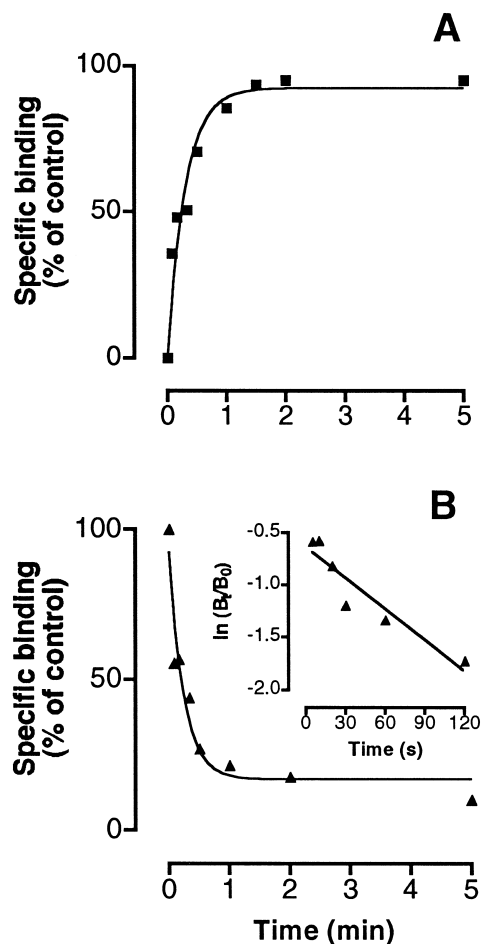 A
Specific binding
(% of control)
100
50
0
0 1 2 3 4 5
B
Specific binding
(% of control)
100
50
0
ln (Bt/B0)
-0.5
-1.0
-1.5
-2.0
0 30 60 90 120
Time (s)
0 1 2 3 4 5
Time (min)